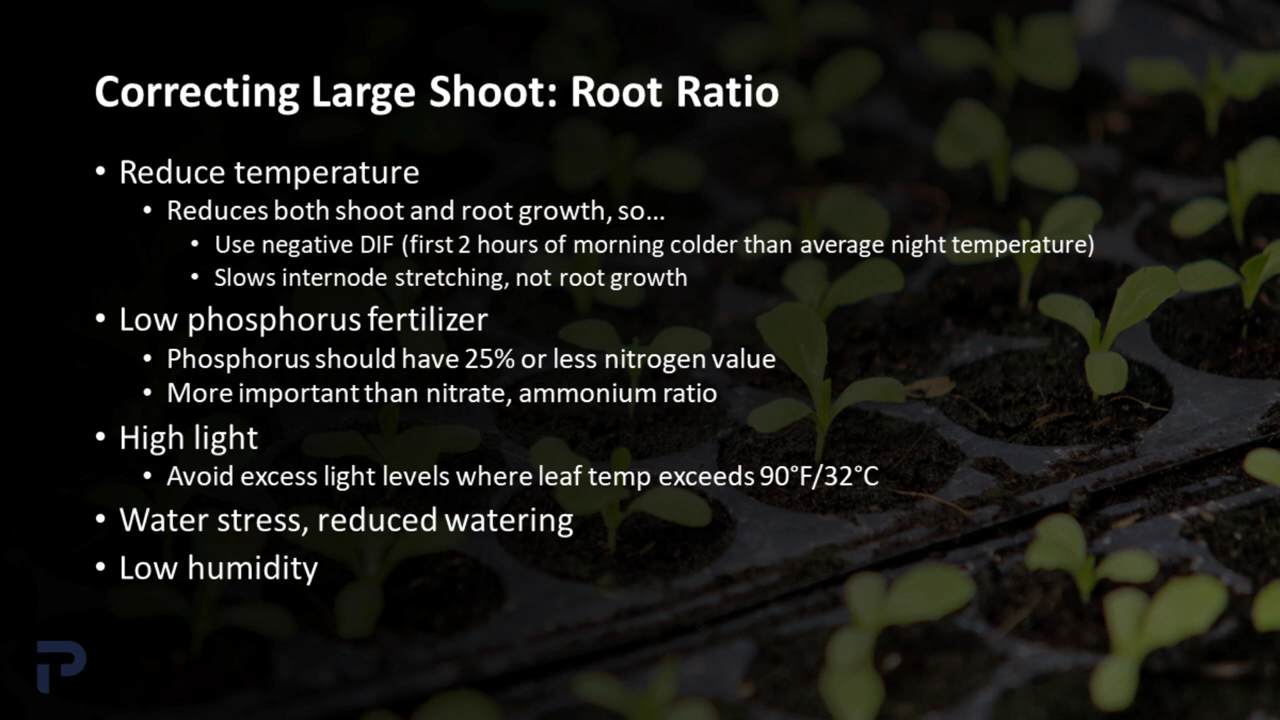 Correcting Large Shoot: Root Ratio
• Reduce temperature
• Reduces both shoot and root growth, so…
• Use negative DIF (first 2 hours of morning colder than average night temperature)
• Slows internode stretching, not root growth
• Low phosphorus fertilizer
• Phosphorus should have 25% or less nitrogen value
• More important than nitrate, ammonium ratio
• High light
• Avoid excess light levels where leaf temp exceeds 90°F/32°C
• Water stress, reduced watering
• Low humidity